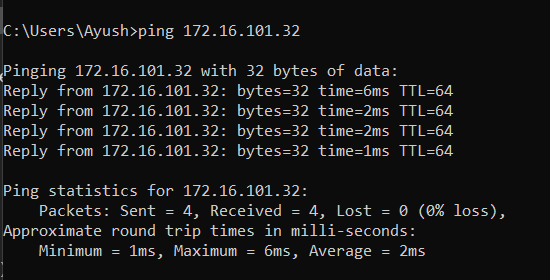 C:\Users\Ayush>ping 172.16.101.32
Pinging 172.16.101.32 with 32 bytes of data:
Reply from 172.16.101.32: bytes=32 time=6ms TTL=64
Reply from 172.16.101.32: bytes=32 time=2ms TTL=64
Reply from 172.16.101.32: bytes=32 time=2ms TTL=64
Reply from 172.16.101.32: bytes=32 time=1ms TTL=64
Ping statistics for 172.16.101.32:
    Packets: Sent = 4, Received = 4, Lost = 0 (0% loss),
Approximate round trip times in milli-seconds:
    Minimum = 1ms, Maximum = 6ms, Average = 2ms